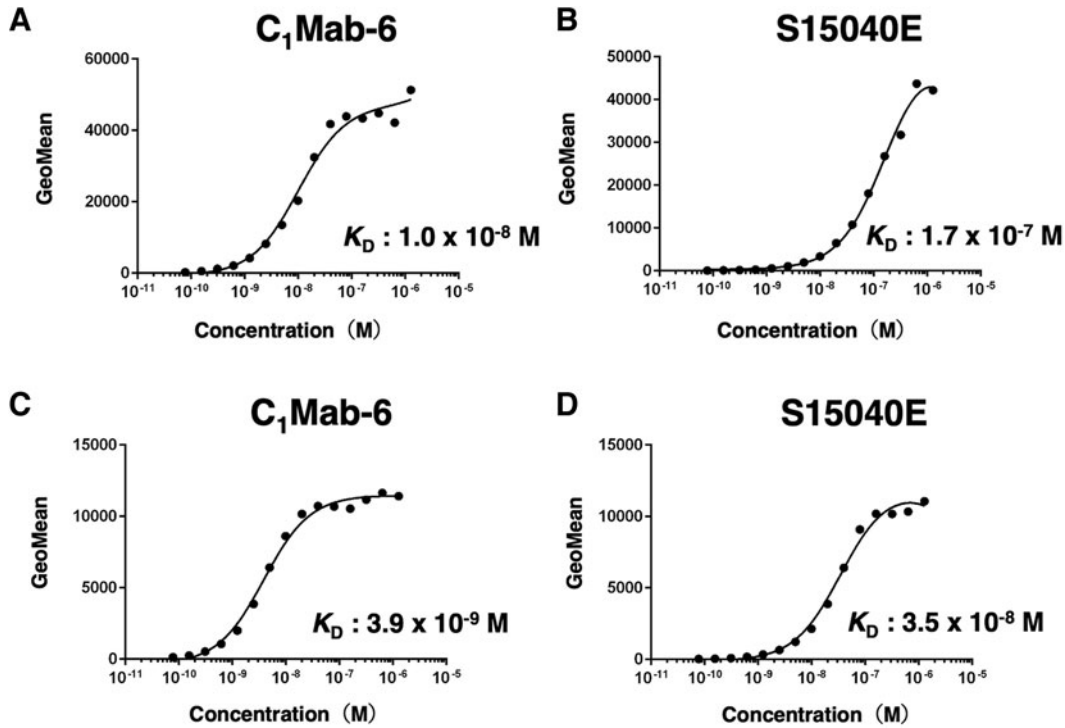 A
C₁Mab-6
60000
40000
20000
0
GeoMean
K_D : 1.0 x 10⁻⁸ M
10⁻¹¹ 10⁻¹⁰ 10⁻⁹ 10⁻⁸ 10⁻⁷ 10⁻⁶ 10⁻⁵
Concentration (M)
B
S15040E
50000
40000
30000
20000
10000
0
GeoMean
K_D : 1.7 x 10⁻⁷ M
10⁻¹¹ 10⁻¹⁰ 10⁻⁹ 10⁻⁸ 10⁻⁷ 10⁻⁶ 10⁻⁵
Concentration (M)
C
C₁Mab-6
15000
10000
5000
0
GeoMean
K_D : 3.9 x 10⁻⁹ M
10⁻¹¹ 10⁻¹⁰ 10⁻⁹ 10⁻⁸ 10⁻⁷ 10⁻⁶ 10⁻⁵
Concentration (M)
D
S15040E
15000
10000
5000
0
GeoMean
K_D : 3.5 x 10⁻⁸ M
10⁻¹¹ 10⁻¹⁰ 10⁻⁹ 10⁻⁸ 10⁻⁷ 10⁻⁶ 10⁻⁵
Concentration (M)